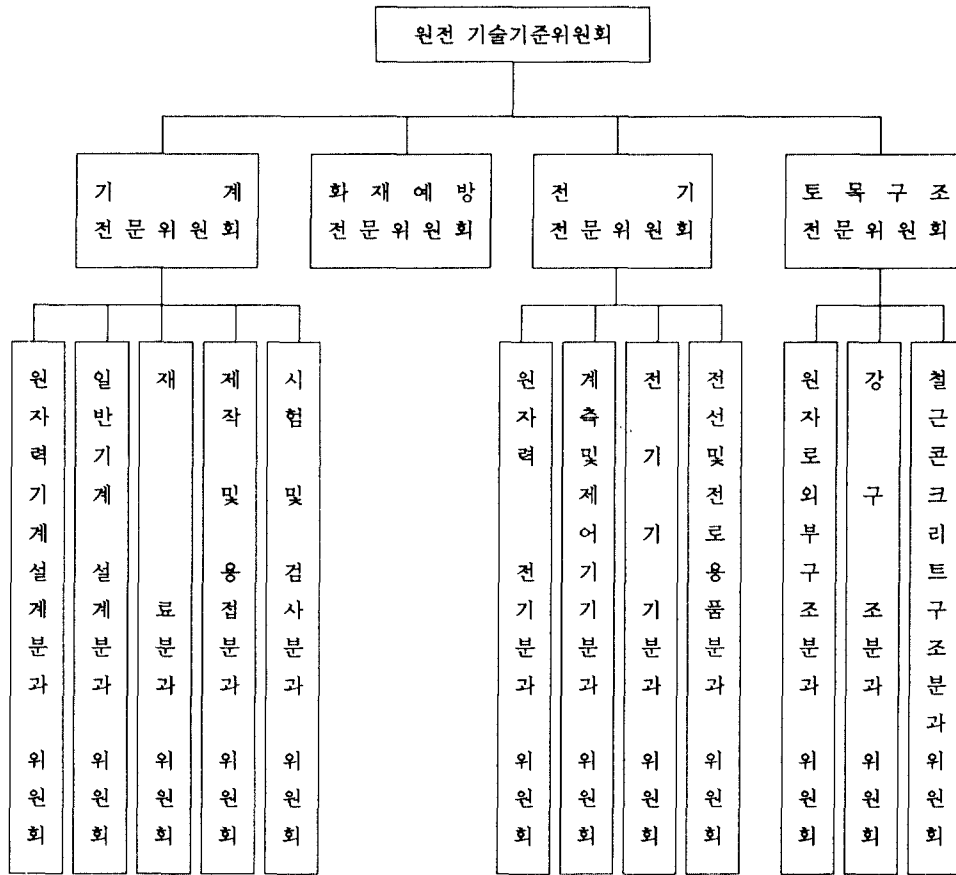 원전 기술기준위원회
기 계
전문위원회
화재예방
전문위원회
전 기
전문위원회
토목구조
전문위원회
원자력기계설계분과 위원회
일반기계 설계분과 위원회
재 료분과 위원회
제작 및 용접분과 위원회
시험 및 검사분과 위원회
원자력 전기분과 위원회
계측및제어기기분과 위원회
전 기 기 기분과 위원회
전선및전로용품분과 위원회
원자로외부구조분과 위원회
강 구 조분과 위원회
철근콘크리트구조분과위원회